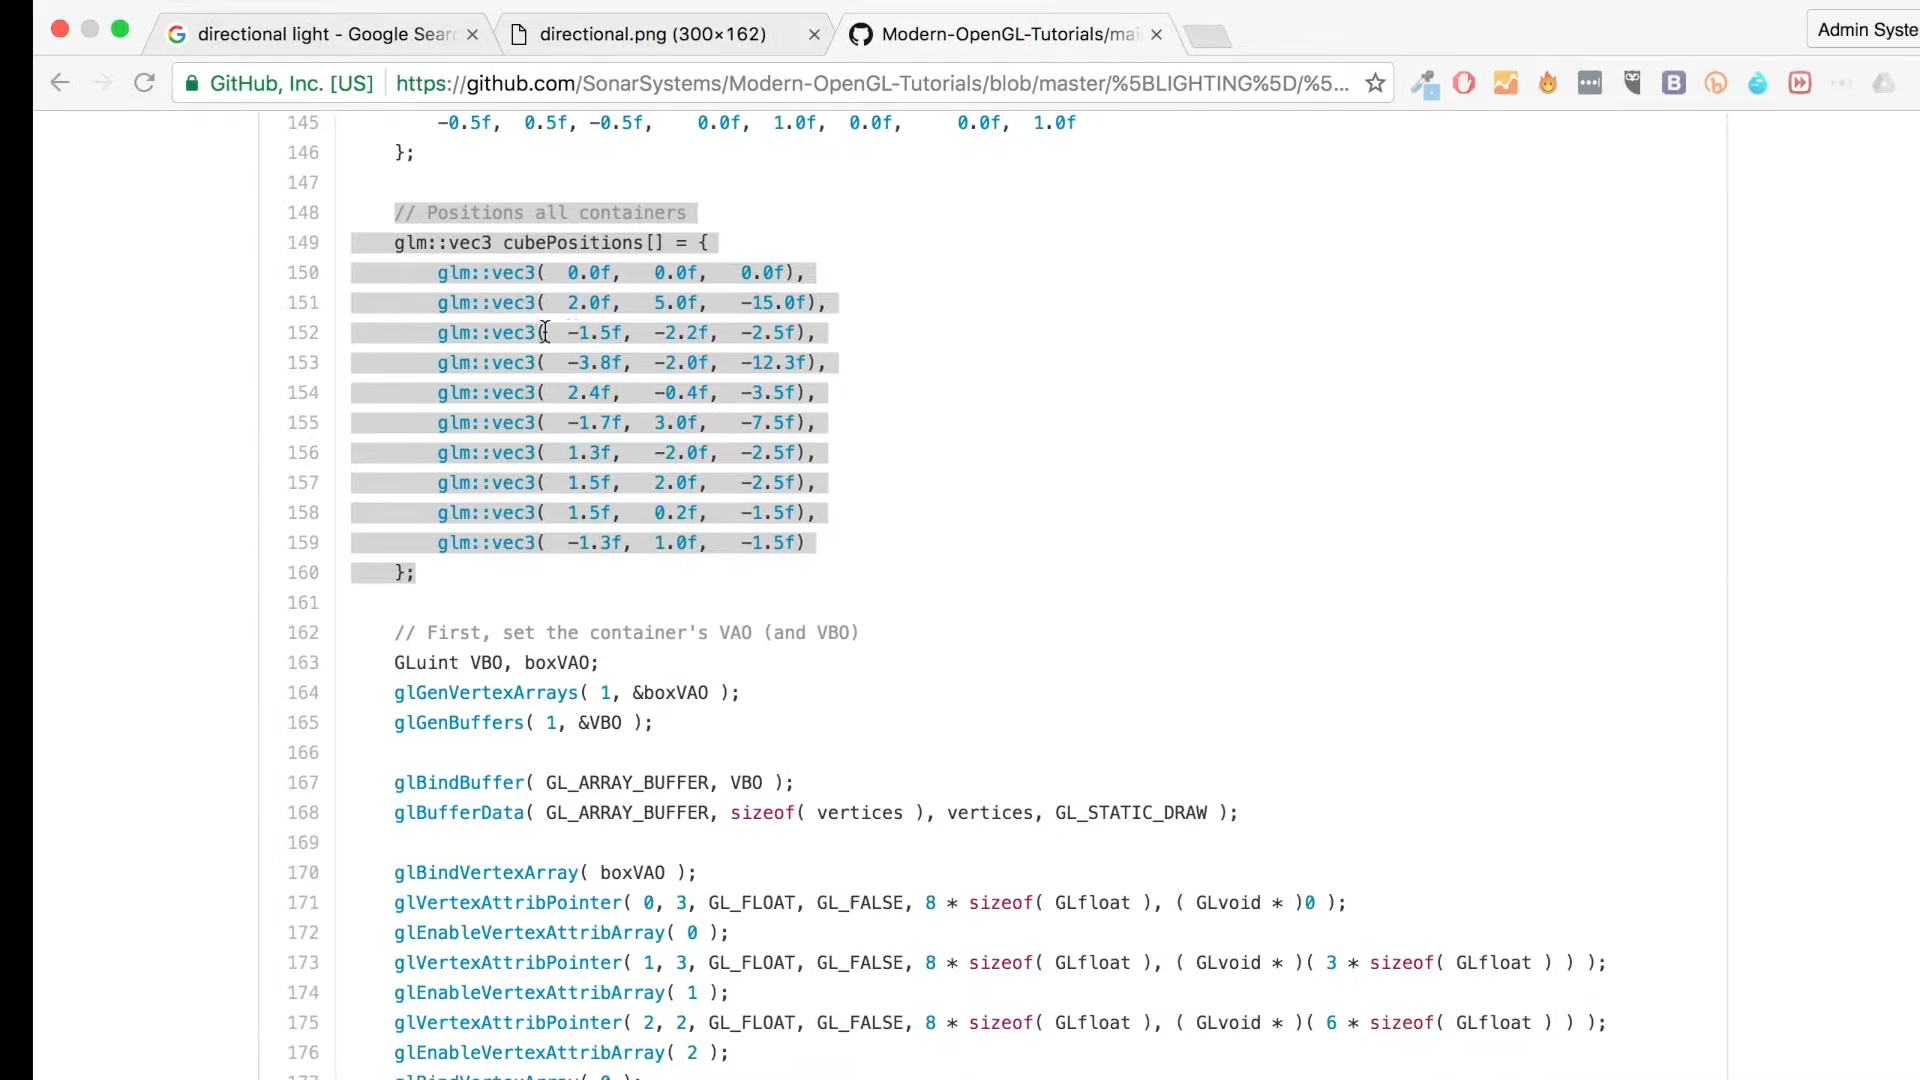 directional light - Google Sear
directional.png (300×162)
Modern-OpenGL-Tutorials/mai
Admin Syste
GitHub, Inc. [US]
https://github.com/SonarSystems/Modern-OpenGL-Tutorials/blob/master/%5BLIGHTING%5D/%5...
145 -0.5f, 0.5f, -0.5f, 0.0f, 1.0f, 0.0f, 0.0f, 1.0f
146 };
147
148 // Positions all containers
149 glm::vec3 cubePositions[] = {
150 glm::vec3( 0.0f, 0.0f, 0.0f),
151 glm::vec3( 2.0f, 5.0f, -15.0f),
152 glm::vec3( -1.5f, -2.2f, -2.5f),
153 glm::vec3( -3.8f, -2.0f, -12.3f),
154 glm::vec3( 2.4f, -0.4f, -3.5f),
155 glm::vec3( -1.7f, 3.0f, -7.5f),
156 glm::vec3( 1.3f, -2.0f, -2.5f),
157 glm::vec3( 1.5f, 2.0f, -2.5f),
158 glm::vec3( 1.5f, 0.2f, -1.5f),
159 glm::vec3( -1.3f, 1.0f, -1.5f)
160 };
161
162 // First, set the container's VAO (and VBO)
163 GLuint VBO, boxVAO;
164 glGenVertexArrays( 1, &boxVAO );
165 glGenBuffers( 1, &VBO );
166
167 glBindBuffer( GL_ARRAY_BUFFER, VBO );
168 glBufferData( GL_ARRAY_BUFFER, sizeof( vertices ), vertices, GL_STATIC_DRAW );
169
170 glBindVertexArray( boxVAO );
171 glVertexAttribPointer( 0, 3, GL_FLOAT, GL_FALSE, 8 * sizeof( GLfloat ), ( GLvoid * )0 );
172 glEnableVertexAttribArray( 0 );
173 glVertexAttribPointer( 1, 3, GL_FLOAT, GL_FALSE, 8 * sizeof( GLfloat ), ( GLvoid * )( 3 * sizeof( GLfloat ) ) );
174 glEnableVertexAttribArray( 1 );
175 glVertexAttribPointer( 2, 2, GL_FLOAT, GL_FALSE, 8 * sizeof( GLfloat ), ( GLvoid * )( 6 * sizeof( GLfloat ) ) );
176 glEnableVertexAttribArray( 2 );